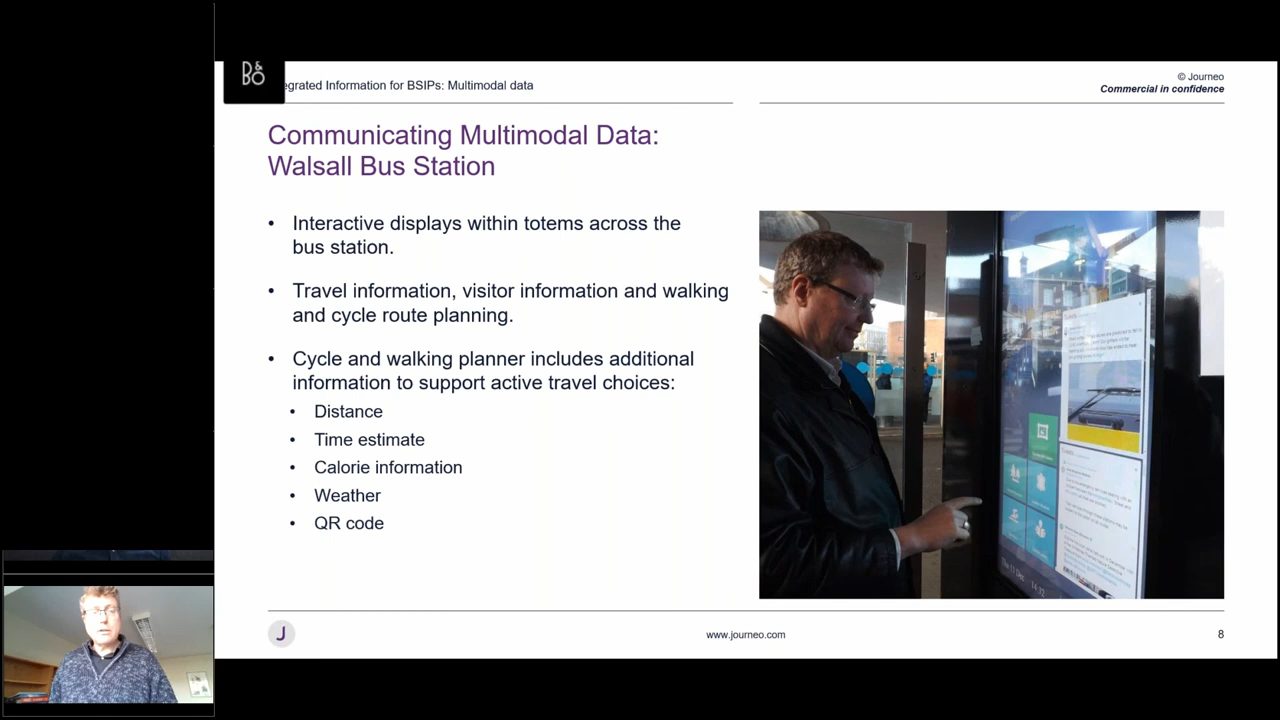 B&
BO
egrated Information for BSIPs: Multimodal data
© Journeo
Commercial in confidence
Communicating Multimodal Data:
Walsall Bus Station
• Interactive displays within totems across the
bus station.
• Travel information, visitor information and walking
and cycle route planning.
• Cycle and walking planner includes additional
information to support active travel choices:
• Distance
• Time estimate
• Calorie information
• Weather
• QR code
J
www.journeo.com
8